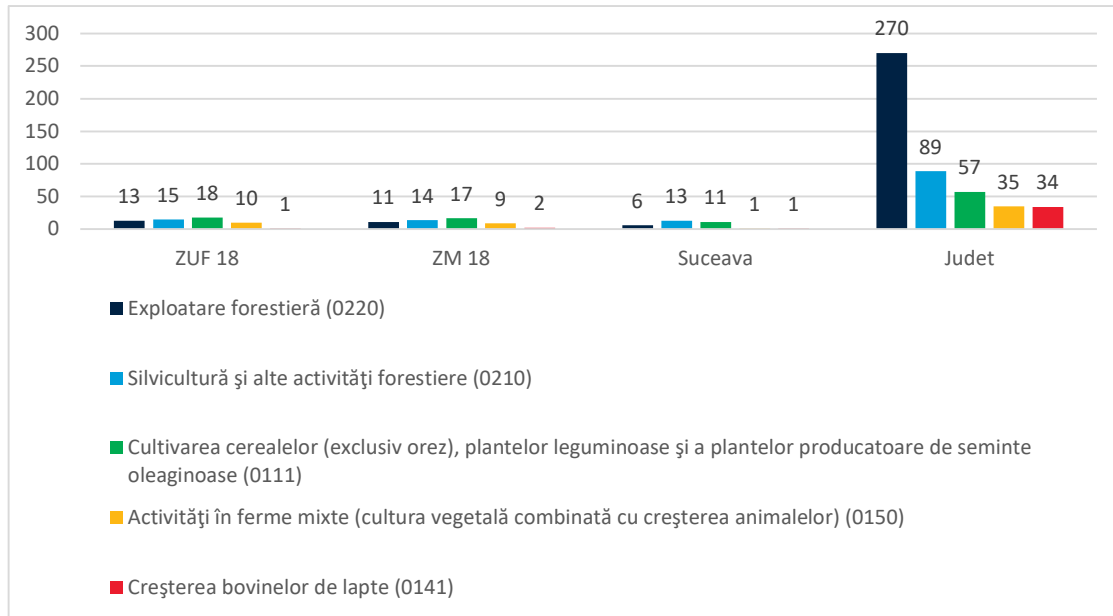 300
250
200
150
100
50
0
13 15 18 10 1
11 14 17 9 2
6 13 11 1 1
270 89 57 35 34
ZUF 18 ZM 18 Suceava Judet
Exploatare forestieră (0220)
Silvicultură şi alte activităţi forestiere (0210)
Cultivarea cerealelor (exclusiv orez), plantelor leguminoase şi a plantelor producatoare de seminte
oleaginoase (0111)
Activităţi în ferme mixte (cultura vegetală combinată cu creşterea animalelor) (0150)
Creşterea bovinelor de lapte (0141)